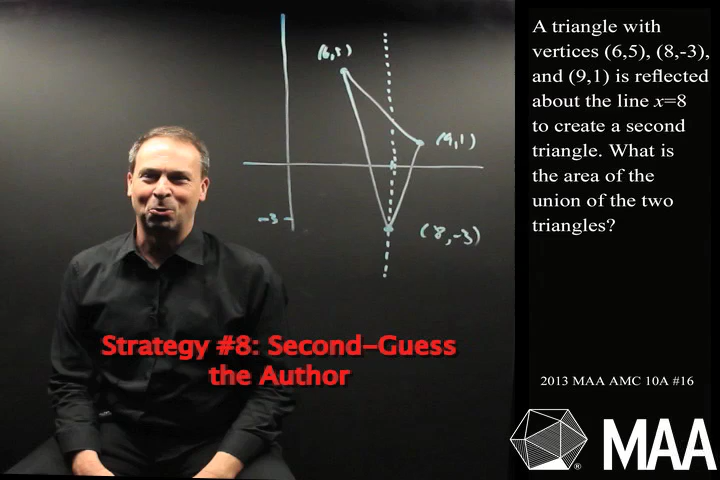 (6,5)
(9,1)
-3
(8,-3)
Strategy #8: Second-Guess
the Author
A triangle with
vertices (6,5), (8,-3),
and (9,1) is reflected
about the line x=8
to create a second
triangle. What is
the area of the
union of the two
triangles?
2013 MAA AMC 10A #16
® MAA